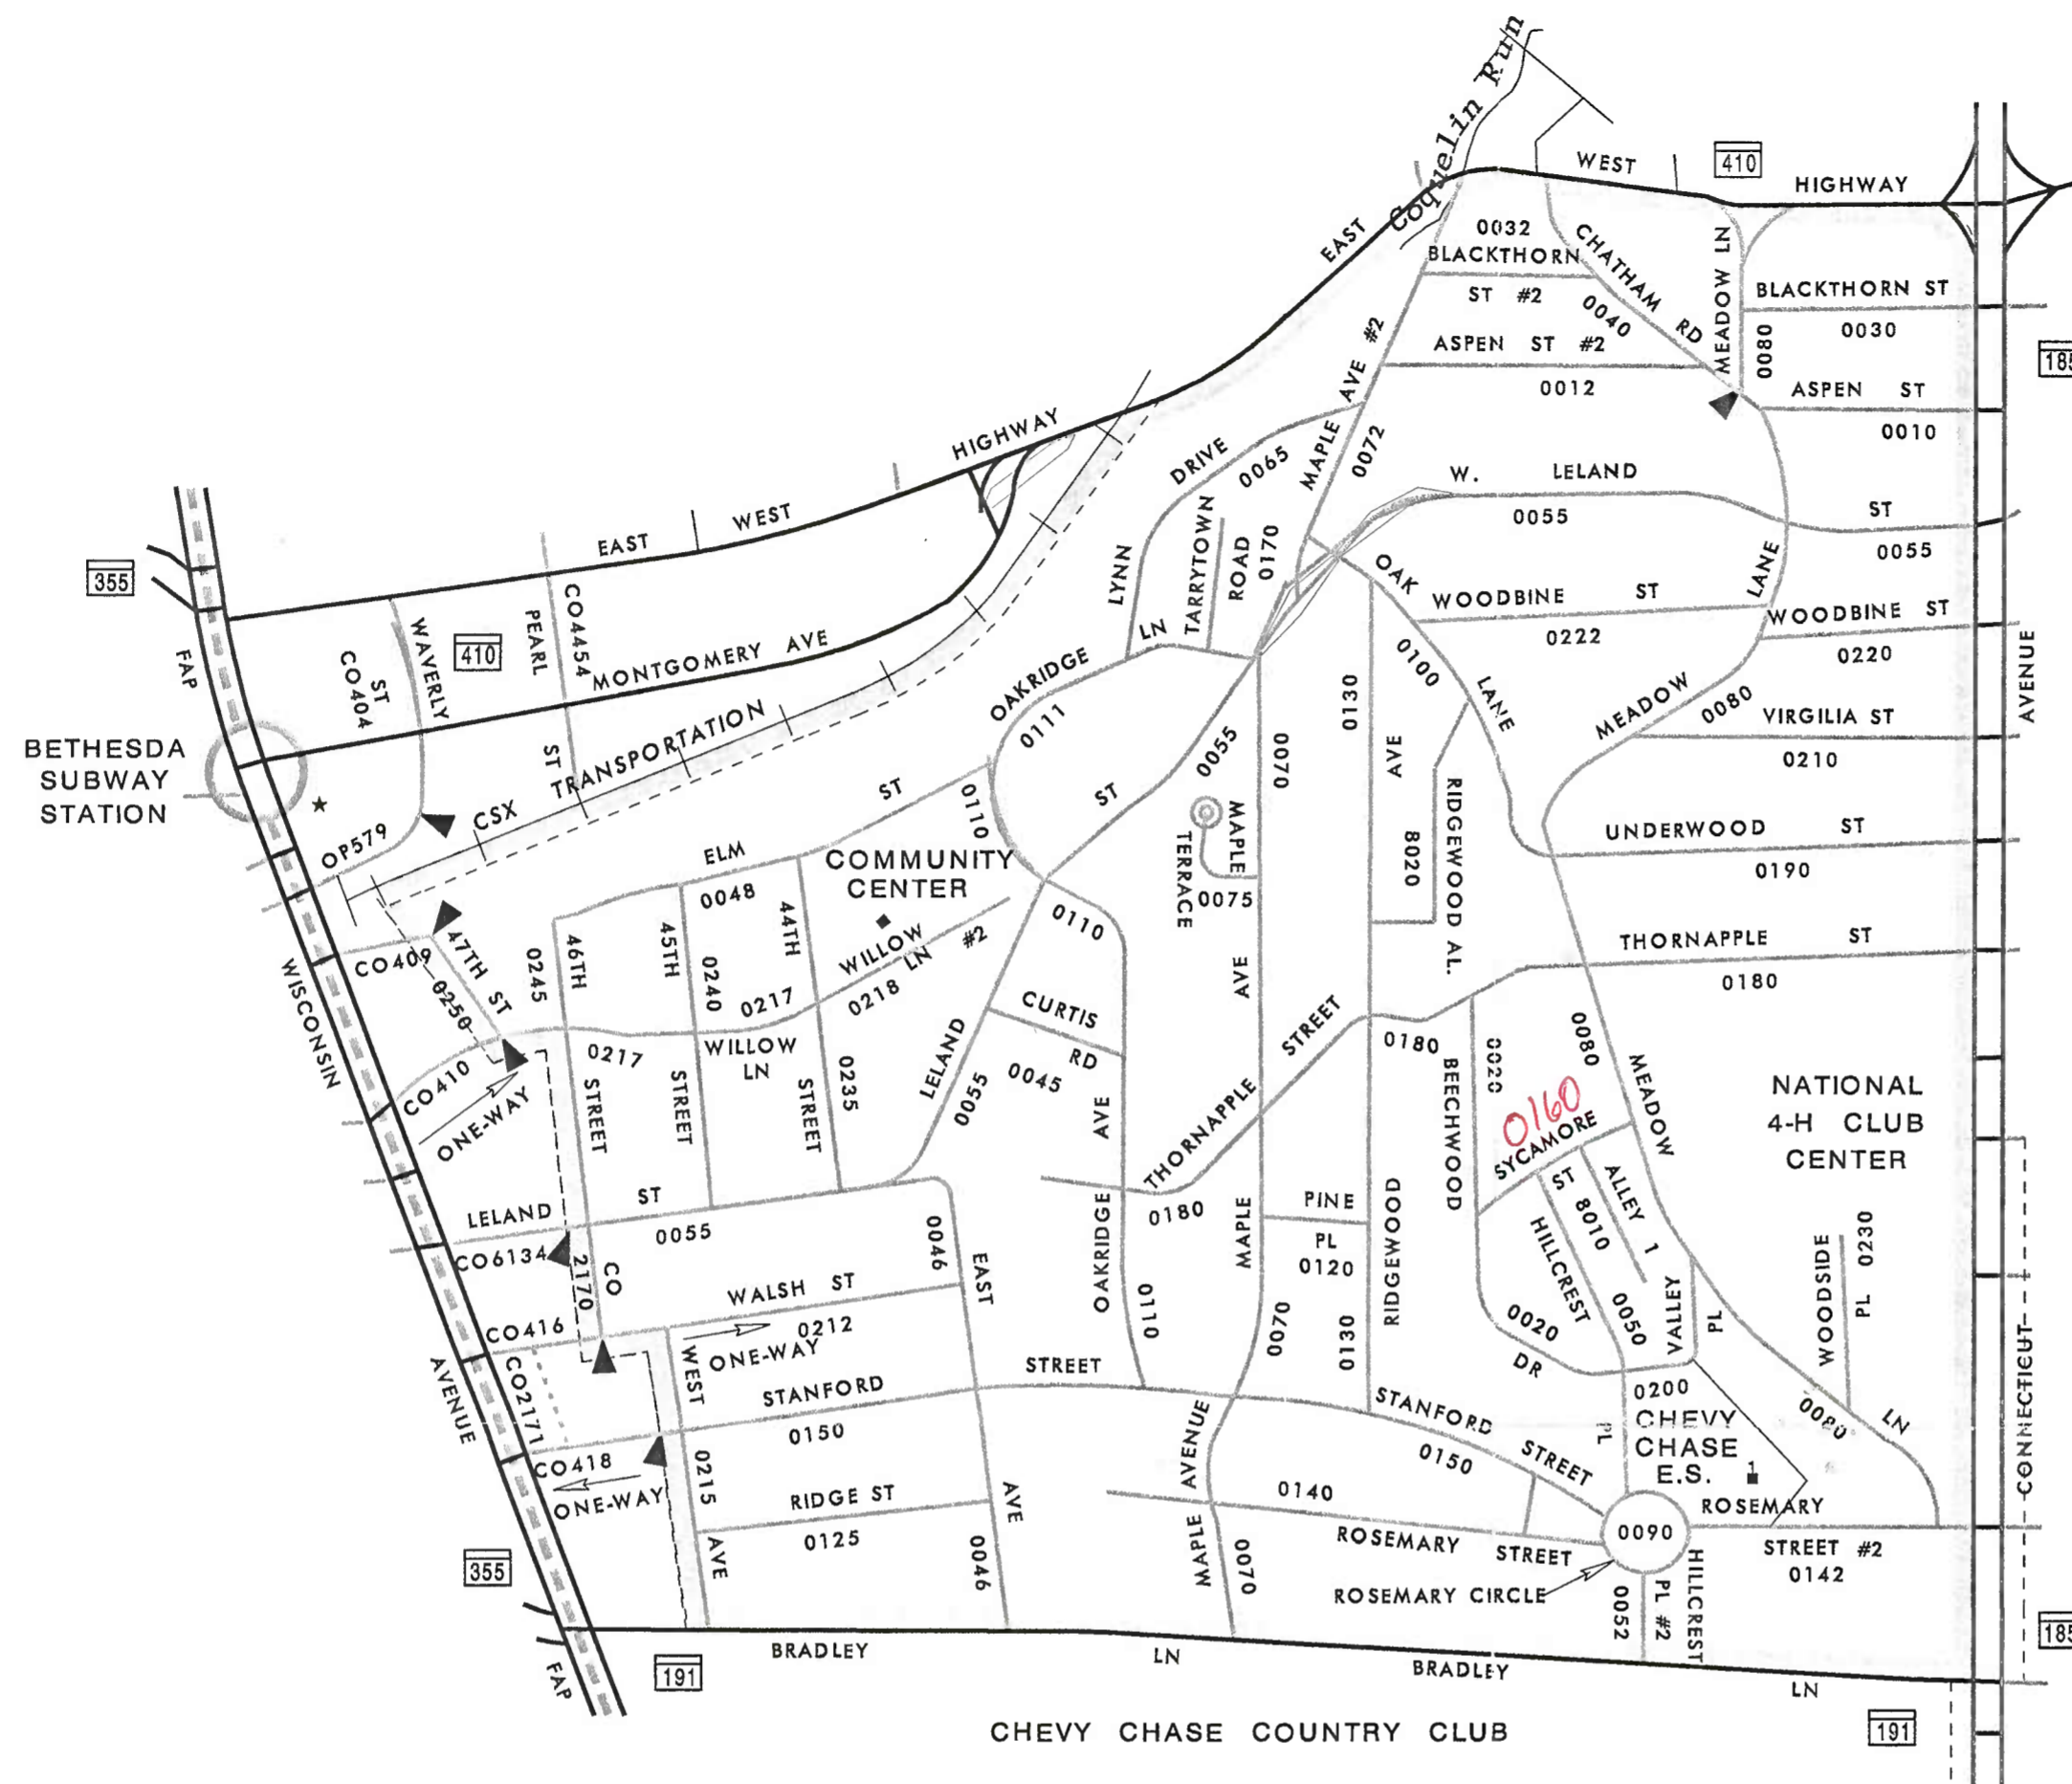 Coquelin Run
WEST
410
HIGHWAY
EAST
0032
BLACKTHORN
ST #2
CHATHAM RD
0040
MEADOW LN
0080
BLACKTHORN ST
0030
185
ASPEN ST #2
0012
ASPEN ST
0010
MAPLE AVE #2
0072
HIGHWAY
DRIVE
0065
LYNN
TARRYTOWN
ROAD
0170
W. LELAND ST
0055
0055
OAK
LANE
0100
WOODBINE ST
0222
LANE
WOODBINE ST
0220
EAST WEST
355
FAP
CO404
ST
WAVERLY
410
PEARL
CO4454
ST
MONTGOMERY AVE
OAKRIDGE
LN
0111
0130
AVE
MEADOW
0080
VIRGILIA ST
0210
AVENUE
BETHESDA
SUBWAY
STATION
CSX TRANSPORTATION
OP579
ST
0055
0070
ELM
ST
0048
0110
COMMUNITY
CENTER
MAPLE
TERRACE
0075
8020
RIDGEWOOD AL.
UNDERWOOD ST
0190
CO409
47TH ST
0250
0245
46TH
45TH
0240
44TH
0217
WILLOW
LN
#2
0218
0110
AVE
THORNAPPLE ST
0180
WISCONSIN
CO410
ONE-WAY
0217
WILLOW
LN
STREET
STREET
STREET
0235
LELAND
0055
CURTIS
RD
0045
AVE
THORNAPPLE STREET
0180
BEECHWOOD
0020
0080
MEADOW
0160
SYCAMORE
ST
ALLEY 1
8010
NATIONAL
4-H CLUB
CENTER
LELAND ST
CO6134
0055
2170
CO
0046
EAST
OAKRIDGE
0180
MAPLE
PINE
PL
0120
RIDGEWOOD
HILLCREST
0050
VALLEY
PL
WOODSIDE
PL 0230
CO416
WALSH ST
0212
ONE-WAY
0110
0070
0130
0020
DR
0200
0080
LN
CONNECTICUT
AVENUE
CO2171
WEST
STANFORD
0150
STREET
STANFORD STREET
0150
PL
CHEVY
CHASE
E.S.
1
CO418
ONE-WAY
0215
AVE
RIDGE ST
0125
AVE
0046
MAPLE AVENUE
0070
0140
ROSEMARY STREET
0090
ROSEMARY
STREET #2
0142
355
ROSEMARY CIRCLE
0052
PL #2
HILLCREST
185
FAP
191
BRADLEY
LN
BRADLEY
LN
191
CHEVY CHASE COUNTRY CLUB